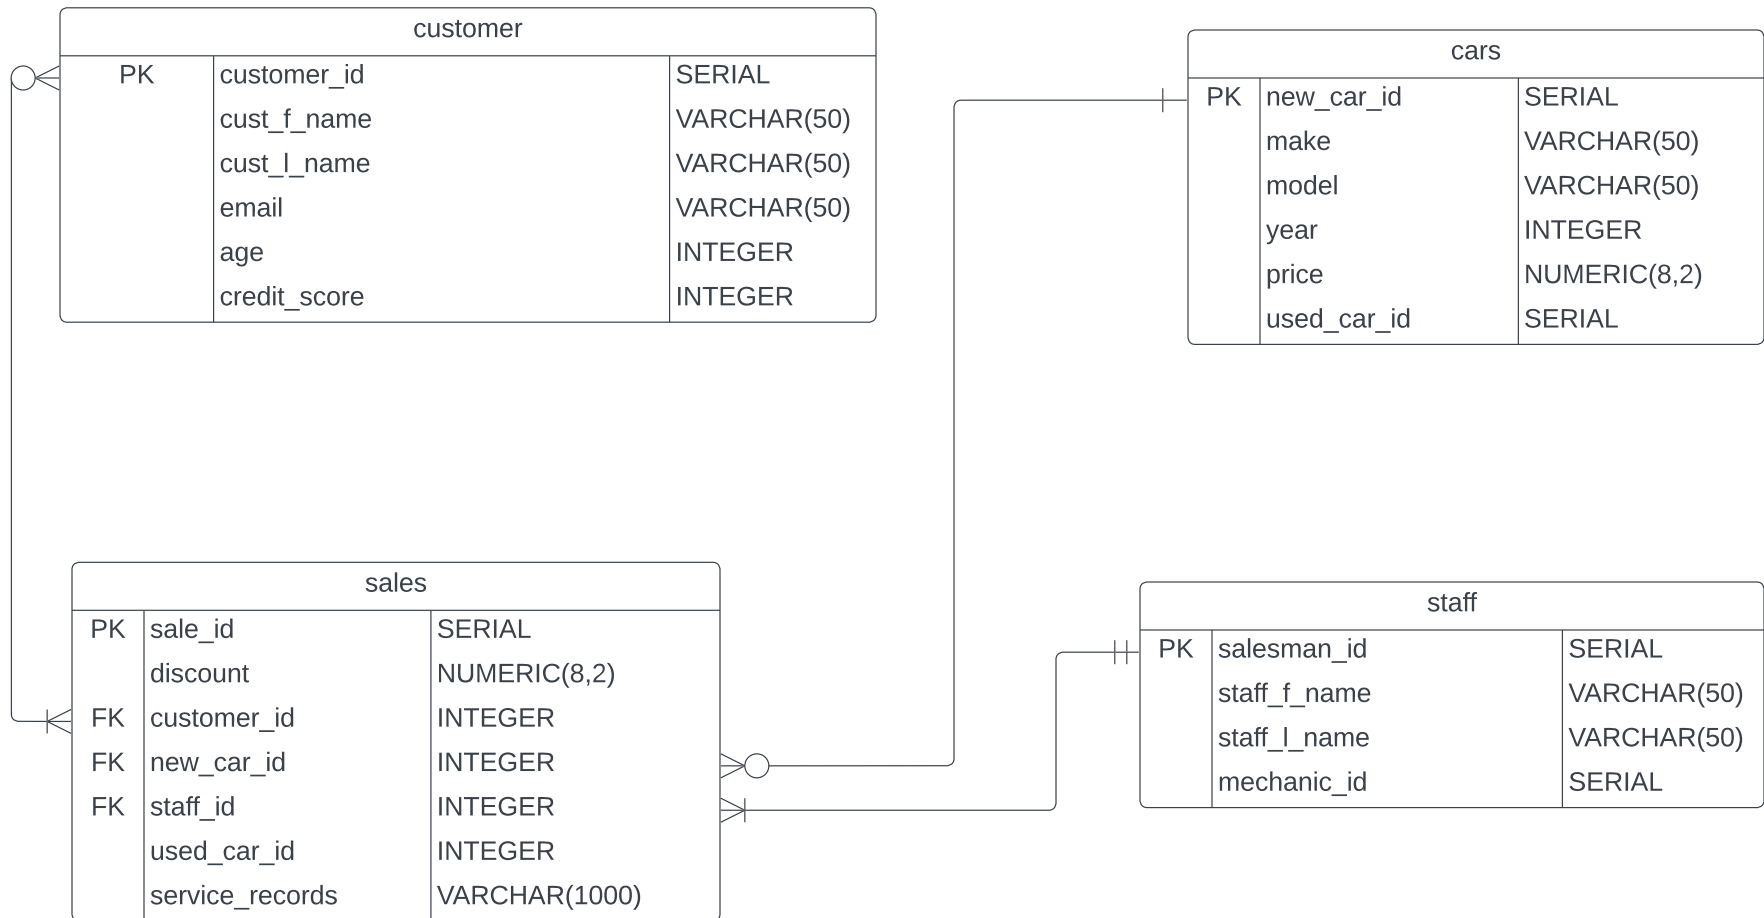 customer
PK customer_id SERIAL
cust_f_name VARCHAR(50)
cust_l_name VARCHAR(50)
email VARCHAR(50)
age INTEGER
credit_score INTEGER
cars
PK new_car_id SERIAL
make VARCHAR(50)
model VARCHAR(50)
year INTEGER
price NUMERIC(8,2)
used_car_id SERIAL
sales
PK sale_id SERIAL
discount NUMERIC(8,2)
FK customer_id INTEGER
FK new_car_id INTEGER
FK staff_id INTEGER
used_car_id INTEGER
service_records VARCHAR(1000)
staff
PK salesman_id SERIAL
staff_f_name VARCHAR(50)
staff_l_name VARCHAR(50)
mechanic_id SERIAL